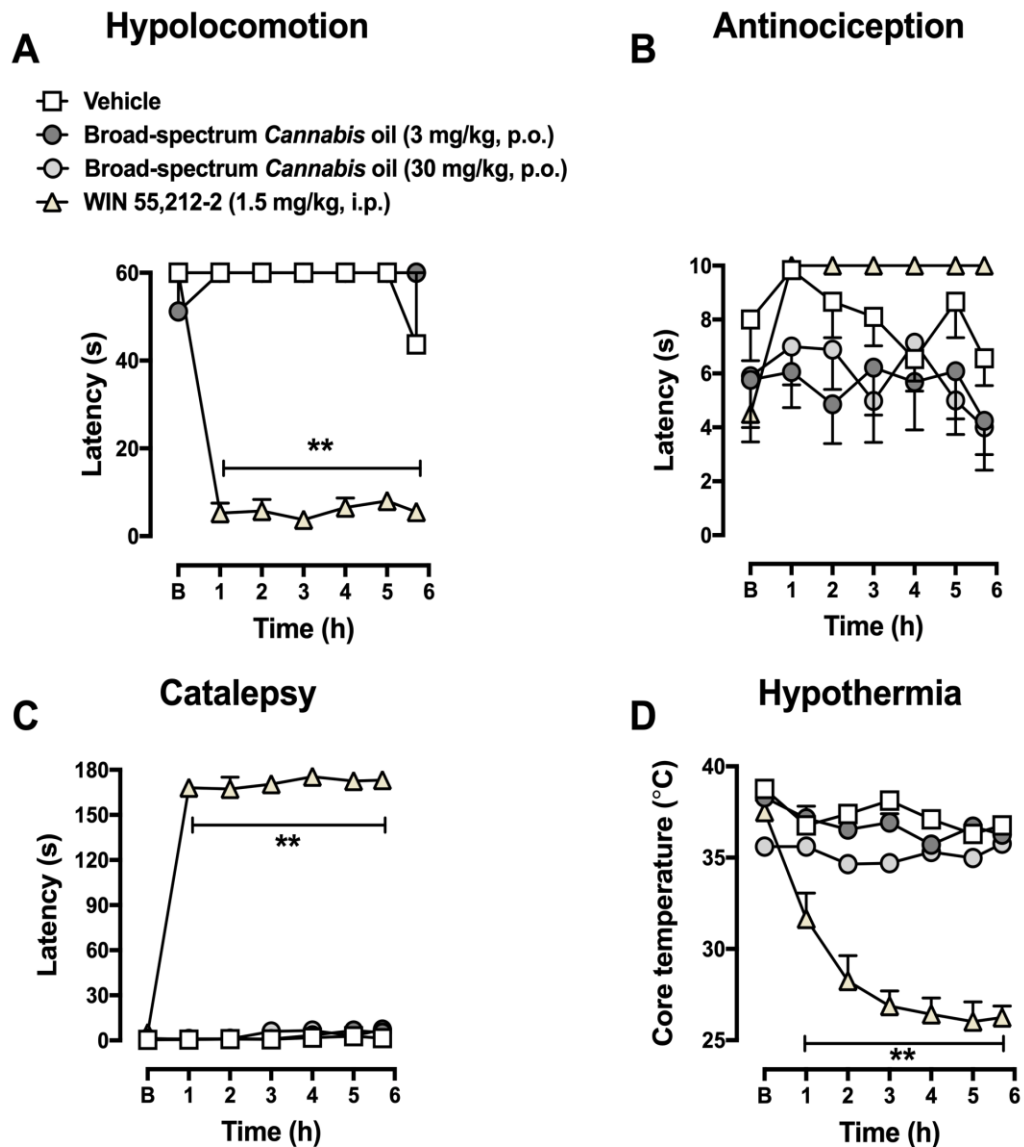 Hypolocomotion
A
Vehicle
Broad-spectrum Cannabis oil (3 mg/kg, p.o.)
Broad-spectrum Cannabis oil (30 mg/kg, p.o.)
WIN 55,212-2 (1.5 mg/kg, i.p.)
60
40
20
0
Latency (s)
**
B 1 2 3 4 5 6
Time (h)
Antinociception
B
10
8
6
4
2
0
Latency (s)
B 1 2 3 4 5 6
Time (h)
Catalepsy
C
180
150
120
90
60
30
0
Latency (s)
**
B 1 2 3 4 5 6
Time (h)
Hypothermia
D
40
35
30
25
Core temperature (°C)
**
B 1 2 3 4 5 6
Time (h)